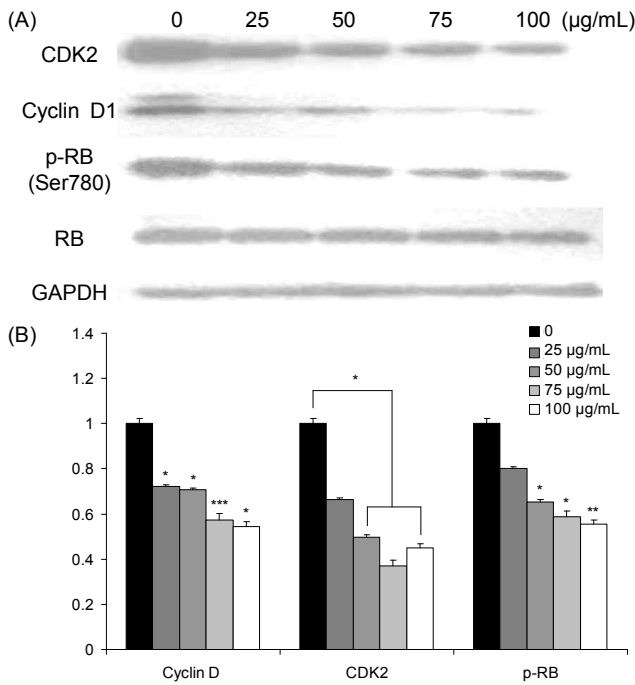 (A) 0 25 50 75 100 (µg/mL)
CDK2
Cyclin D1
p-RB
(Ser780)
RB
GAPDH
(B)
1.4
1.2
1
0.8
0.6
0.4
0.2
0
0
25 µg/mL
50 µg/mL
75 µg/mL
100 µg/mL
* * *** *
*
* * **
Cyclin D CDK2 p-RB